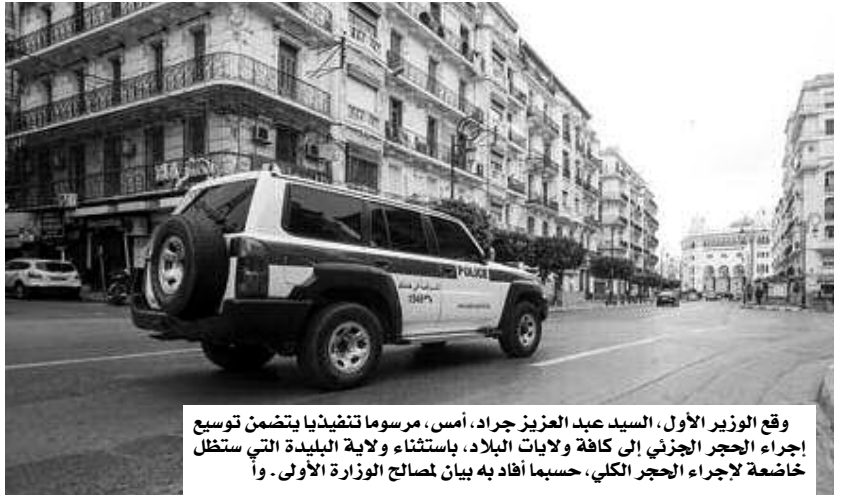 POLICE
1548
وقع الوزير الأول، السيد عبد العزيز جراد، أمس، مرسوما تنفيذيا يتضمن توسيع
إجراء الحجر الجزئي إلى كافة ولايات البلاد، باستثناء ولاية البليدة التي ستظل
خاضعة لإجراء الحجر الكلي، حسبما أفاد به بيان لمصالح الوزارة الأولى. وأ